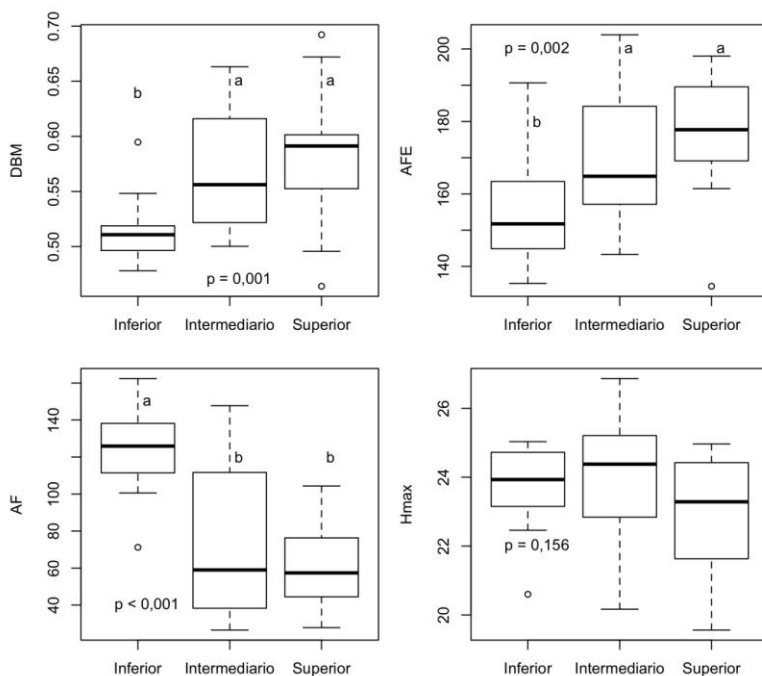 DBM
0.70
0.65
0.60
0.55
0.50
b
a
a
p = 0,001
Inferior Intermediario Superior
AFE
200
180
160
140
p = 0,002
b
a
a
Inferior Intermediario Superior
AF
140
100
80
60
40
a
b
b
p < 0,001
Inferior Intermediario Superior
Hmax
26
24
22
20
p = 0,156
Inferior Intermediario Superior